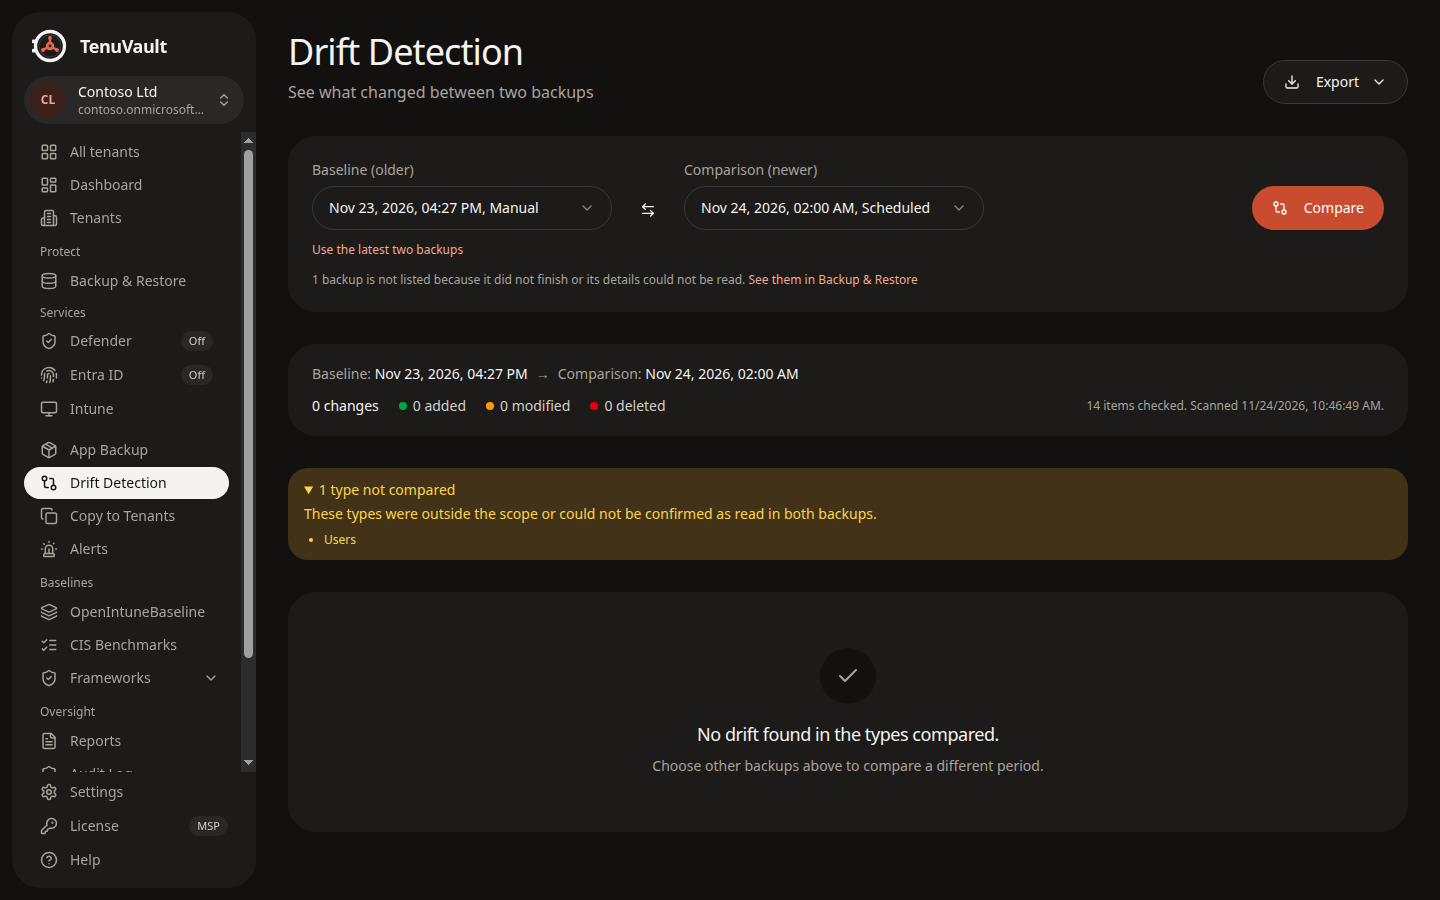 TenuVault
CL
Contoso Ltd
contoso.onmicrosoft...
All tenants
Dashboard
Tenants
Protect
Backup & Restore
Services
Defender
Off
Entra ID
Off
Intune
App Backup
Drift Detection
Copy to Tenants
Alerts
Baselines
OpenIntuneBaseline
CIS Benchmarks
Frameworks
Oversight
Reports
Audit Log
Settings
License
MSP
Help
Drift Detection
See what changed between two backups
Export
Baseline (older)
Nov 23, 2026, 04:27 PM, Manual
Comparison (newer)
Nov 24, 2026, 02:00 AM, Scheduled
Compare
Use the latest two backups
1 backup is not listed because it did not finish or its details could not be read. See them in Backup & Restore
Baseline: Nov 23, 2026, 04:27 PM → Comparison: Nov 24, 2026, 02:00 AM
0 changes
0 added
0 modified
0 deleted
14 items checked. Scanned 11/24/2026, 10:46:49 AM.
1 type not compared
These types were outside the scope or could not be confirmed as read in both backups.
• Users
No drift found in the types compared.
Choose other backups above to compare a different period.